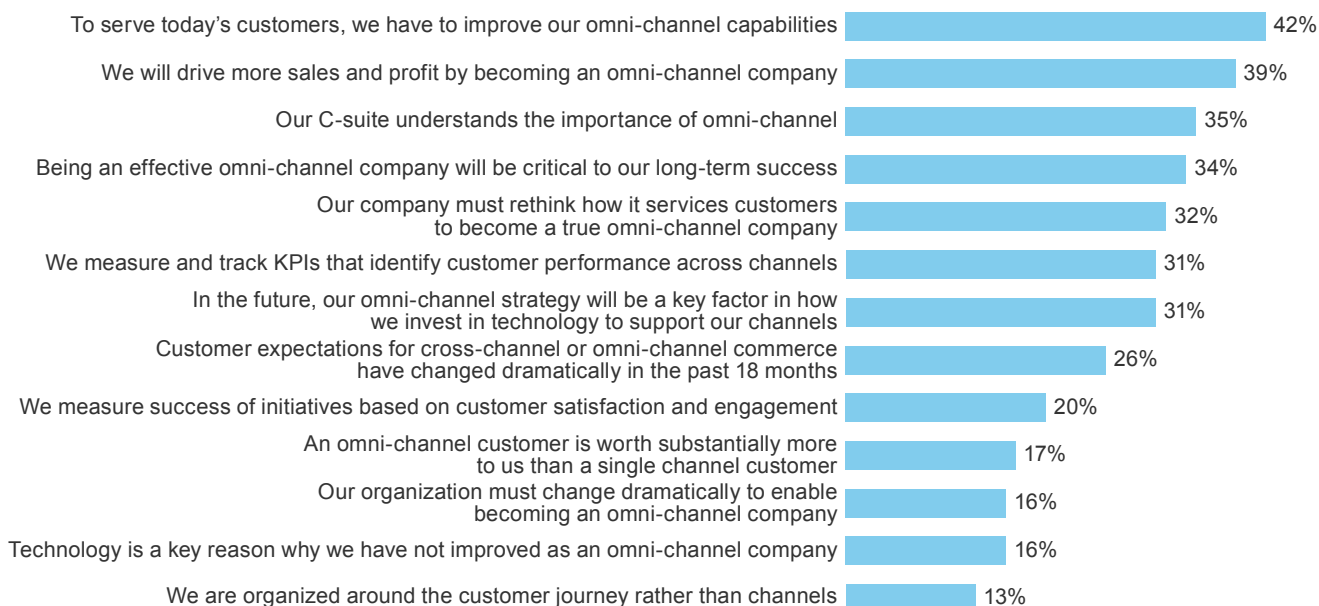 To serve today’s customers, we have to improve our omni-channel capabilities 42%
We will drive more sales and profit by becoming an omni-channel company 39%
Our C-suite understands the importance of omni-channel 35%
Being an effective omni-channel company will be critical to our long-term success 34%
Our company must rethink how it services customers
to become a true omni-channel company 32%
We measure and track KPIs that identify customer performance across channels 31%
In the future, our omni-channel strategy will be a key factor in how
we invest in technology to support our channels 31%
Customer expectations for cross-channel or omni-channel commerce
have changed dramatically in the past 18 months 26%
We measure success of initiatives based on customer satisfaction and engagement 20%
An omni-channel customer is worth substantially more
to us than a single channel customer 17%
Our organization must change dramatically to enable
becoming an omni-channel company 16%
Technology is a key reason why we have not improved as an omni-channel company 16%
We are organized around the customer journey rather than channels 13%